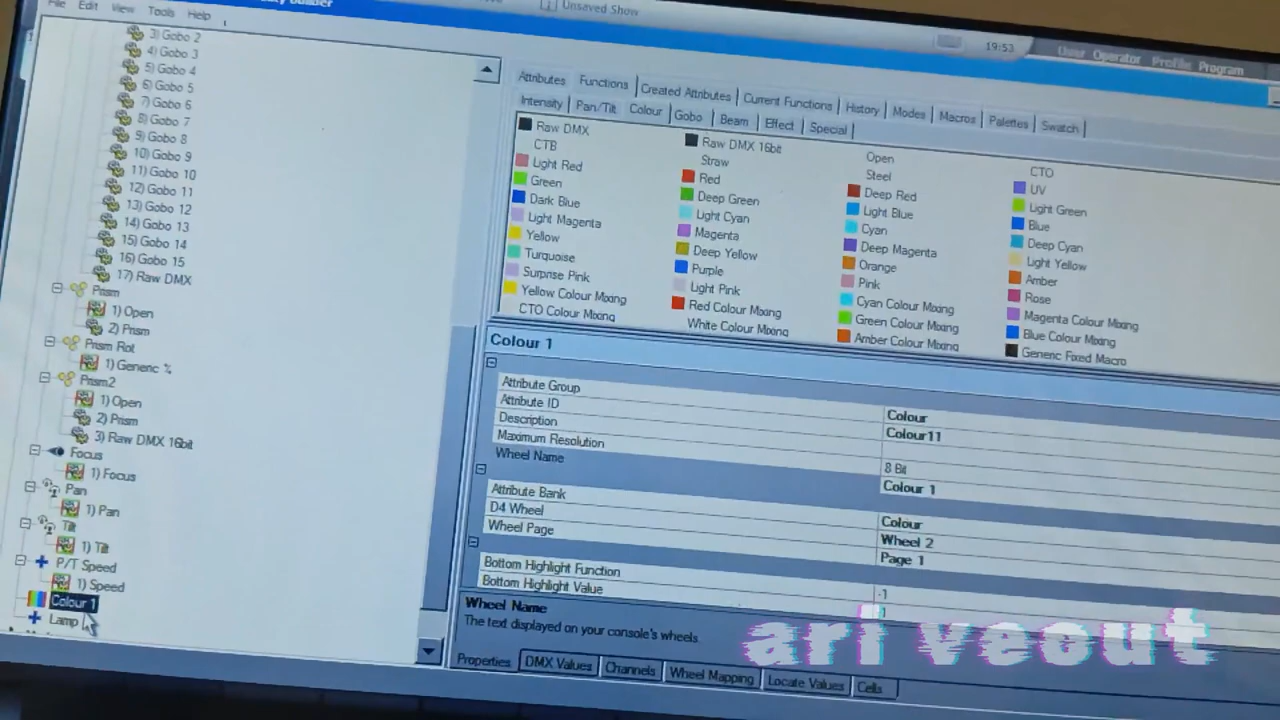 File Edit View Tools Help
Unsaved Show
19:53
User Operator Profile Program
3) Gobo 2
4) Gobo 3
5) Gobo 4
6) Gobo 5
7) Gobo 6
8) Gobo 7
9) Gobo 8
10) Gobo 9
11) Gobo 10
12) Gobo 11
13) Gobo 12
14) Gobo 13
15) Gobo 14
16) Gobo 15
17) Raw DMX
Prism
1) Open
2) Prism
Prism Rot
1) Generic %
Prism2
1) Open
2) Prism
3) Raw DMX 16bit
Focus
1) Focus
Pan
1) Pan
Tilt
1) Tilt
P/T Speed
1) Speed
Colour 1
Lamp
Attributes Functions Created Attributes Current Functions History Modes Macros Palettes Swatch
Intensity Pan/Tilt Colour Gobo Beam Effect Special
Raw DMX Raw DMX 16bit Open CTO
CTB Straw Steel UV
Light Red Red Deep Red Light Green
Green Deep Green Light Blue Blue
Dark Blue Light Cyan Cyan Deep Cyan
Light Magenta Magenta Deep Magenta Light Yellow
Yellow Deep Yellow Orange Amber
Turquoise Purple Pink Rose
Surprise Pink Light Pink Cyan Colour Mixing Magenta Colour Mixing
Yellow Colour Mixing Red Colour Mixing Green Colour Mixing Blue Colour Mixing
CTO Colour Mixing White Colour Mixing Amber Colour Mixing Generic Fixed Macro
Colour 1
Attribute Group Colour
Attribute ID Colour11
Description
Maximum Resolution 8 Bit
Wheel Name Colour 1
Attribute Bank Colour
D4 Wheel Wheel 2
Wheel Page Page 1
Bottom Highlight Function -1
Bottom Highlight Value
Wheel Name
The text displayed on your console's wheels.
Properties DMX Values Channels Wheel Mapping Locate Values Cells
ari veout